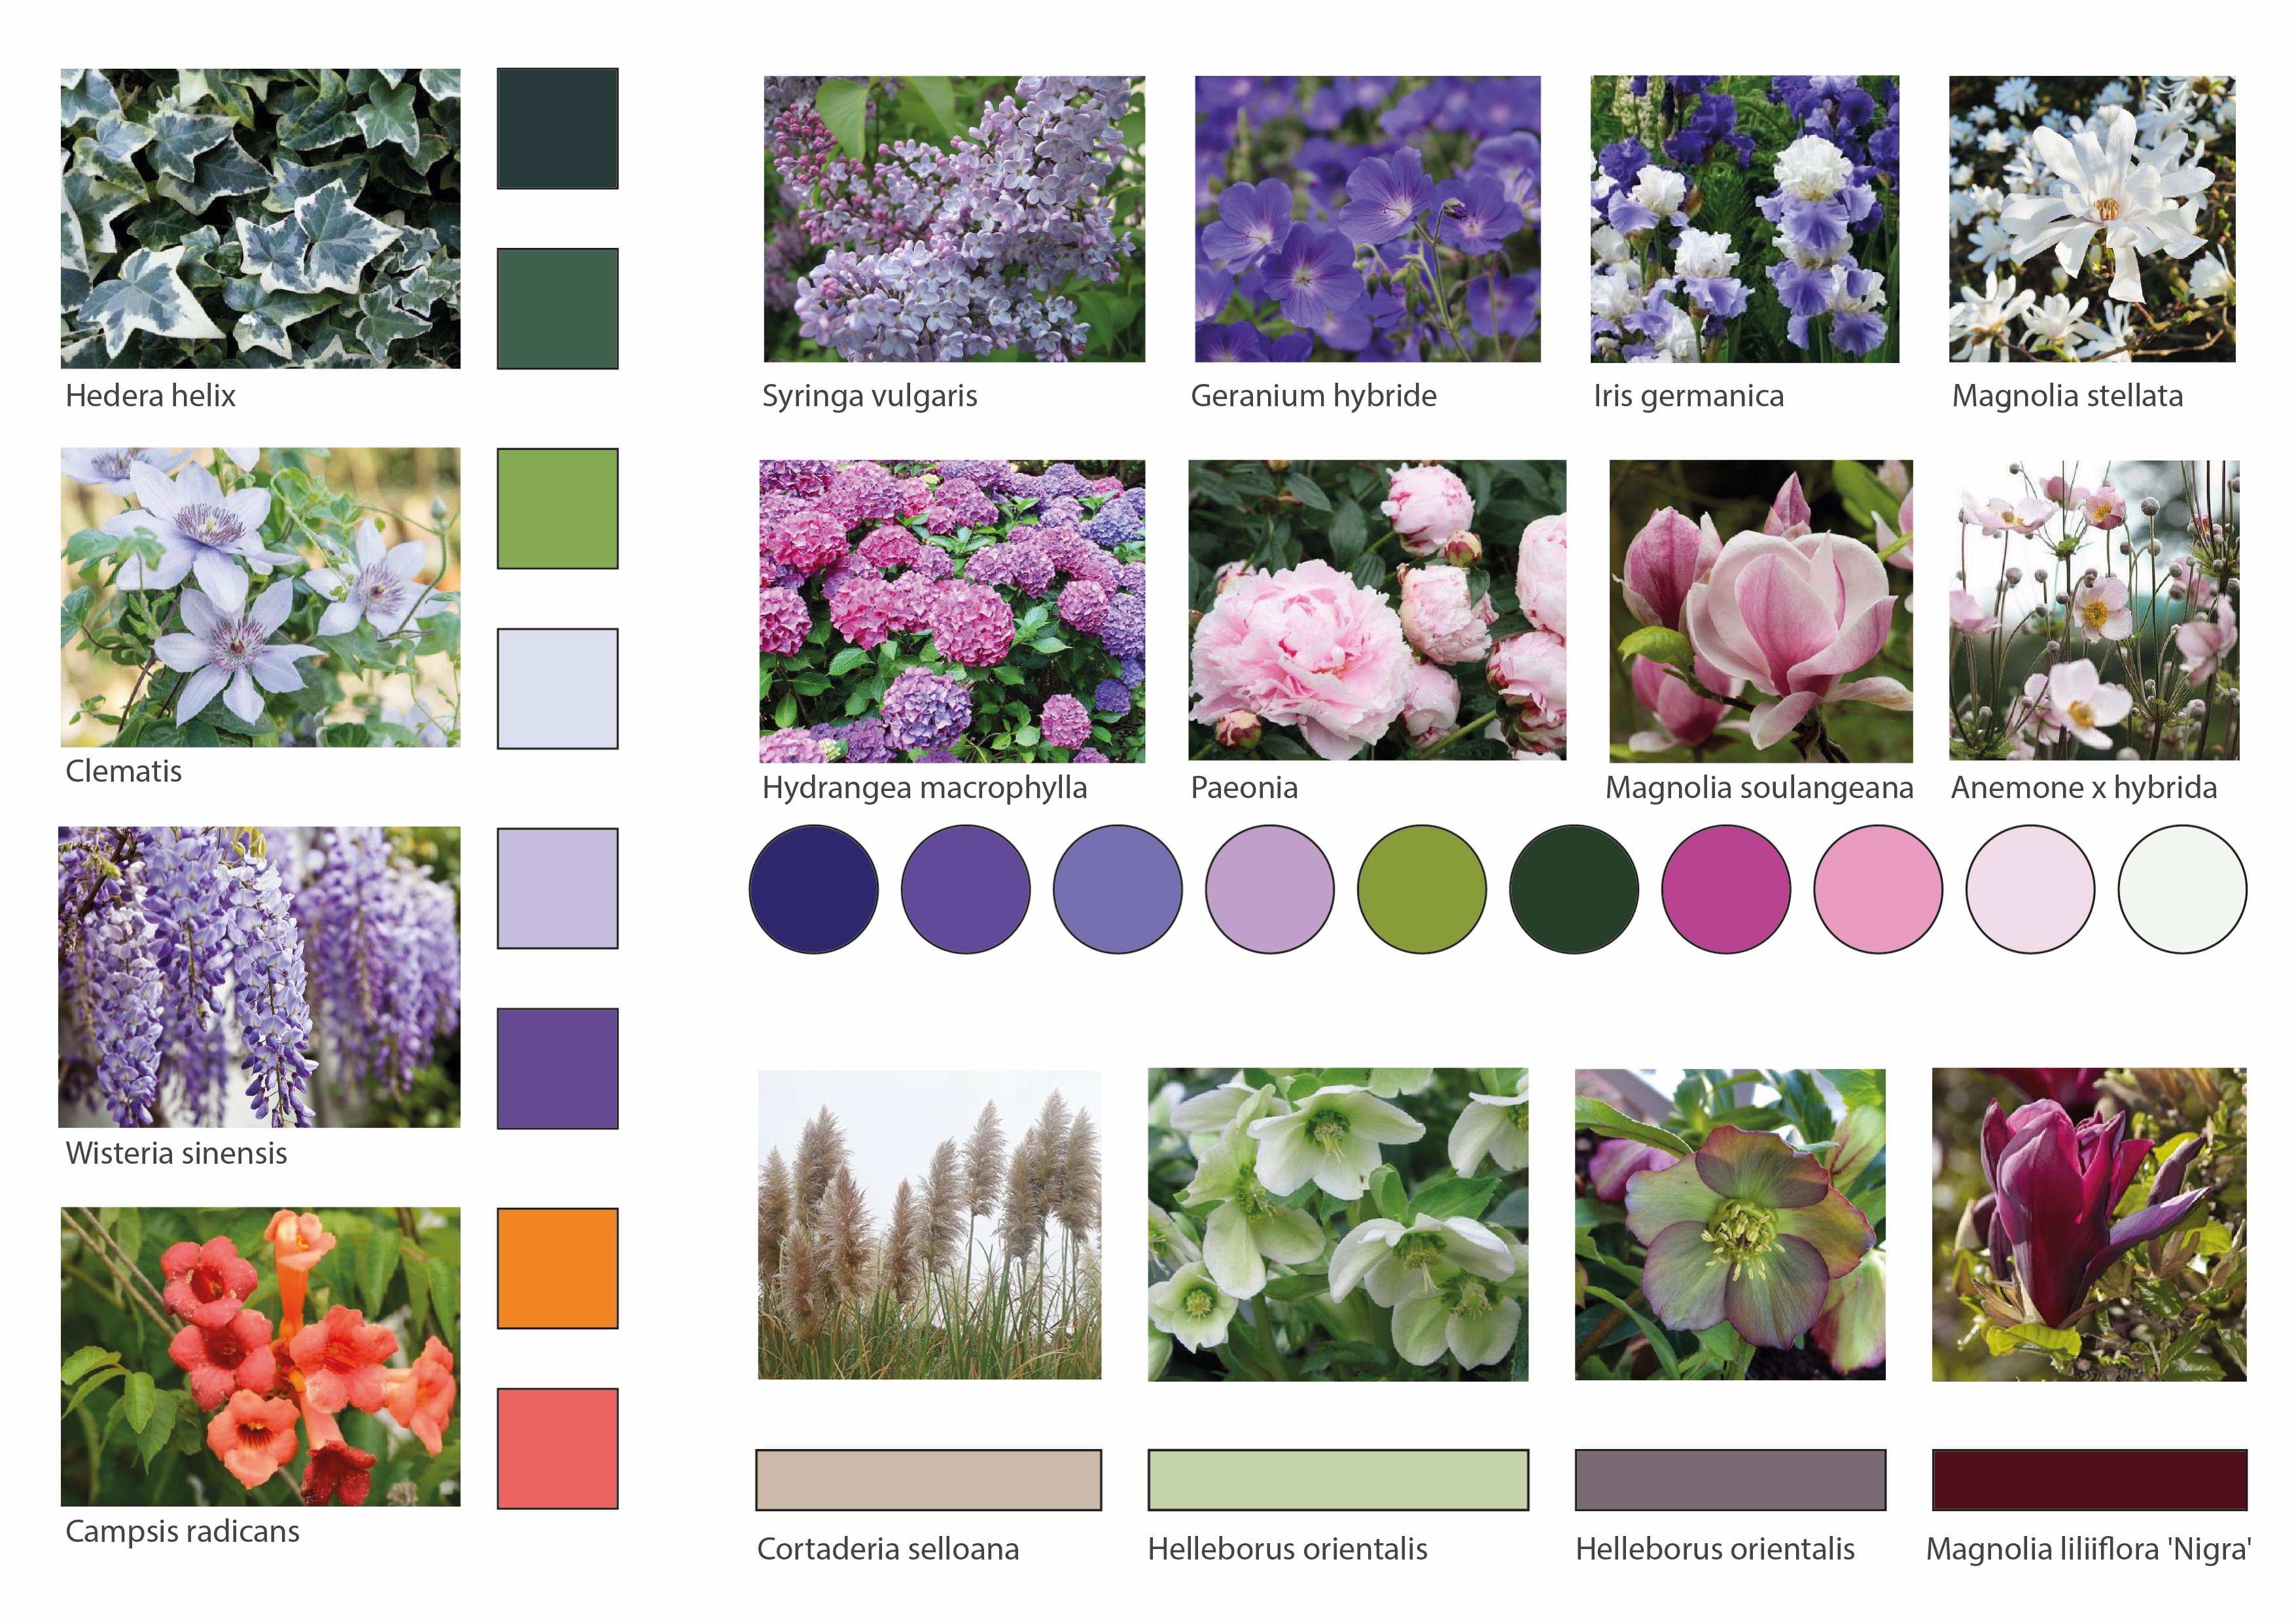 Hedera helix
Clematis
Wisteria sinensis
Campsis radicans
Syringa vulgaris
Geranium hybride
Iris germanica
Magnolia stellata
Hydrangea macrophylla
Paeonia
Magnolia soulangeana
Anemone x hybrida
Cortaderia selloana
Helleborus orientalis
Helleborus orientalis
Magnolia liliiflora 'Nigra'